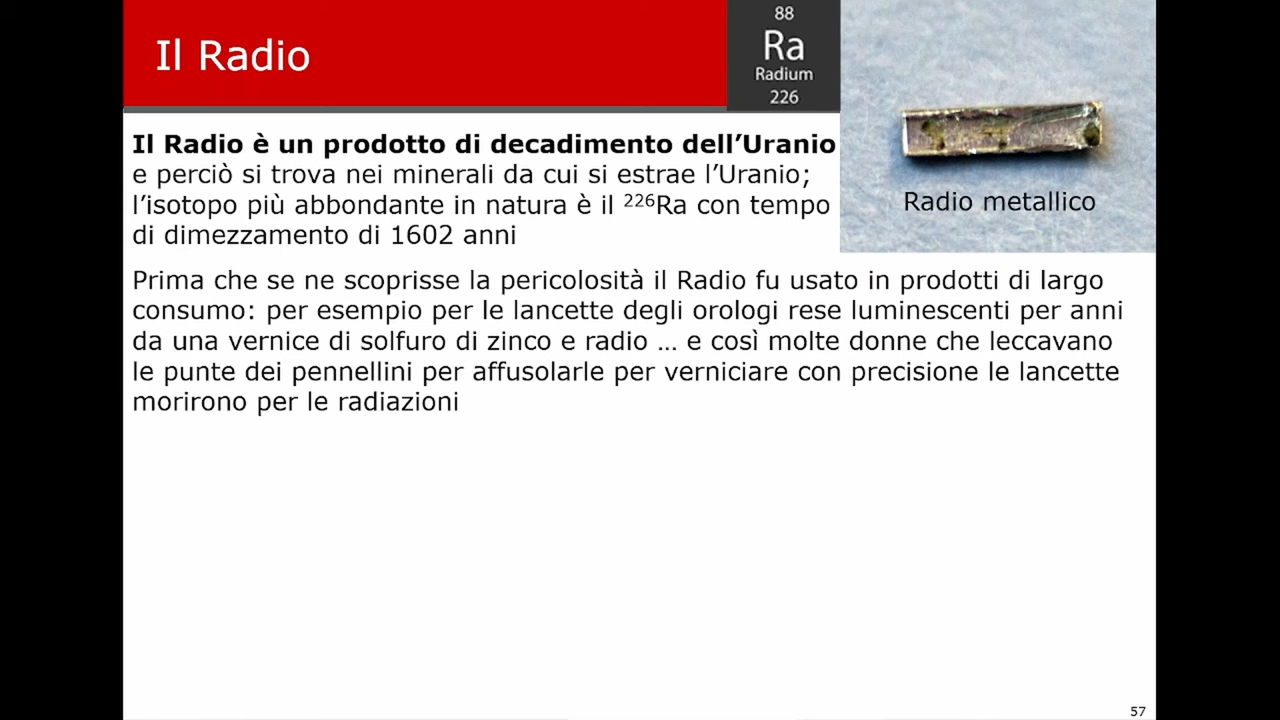 Il Radio
88
Ra
Radium
226
Il Radio è un prodotto di decadimento dell’Uranio
e perciò si trova nei minerali da cui si estrae l’Uranio;
l’isotopo più abbondante in natura è il ²²⁶Ra con tempo
di dimezzamento di 1602 anni
Radio metallico
Prima che se ne scoprisse la pericolosità il Radio fu usato in prodotti di largo
consumo: per esempio per le lancette degli orologi rese luminescenti per anni
da una vernice di solfuro di zinco e radio … e così molte donne che leccavano
le punte dei pennellini per affusolarle per verniciare con precisione le lancette
morirono per le radiazioni
57